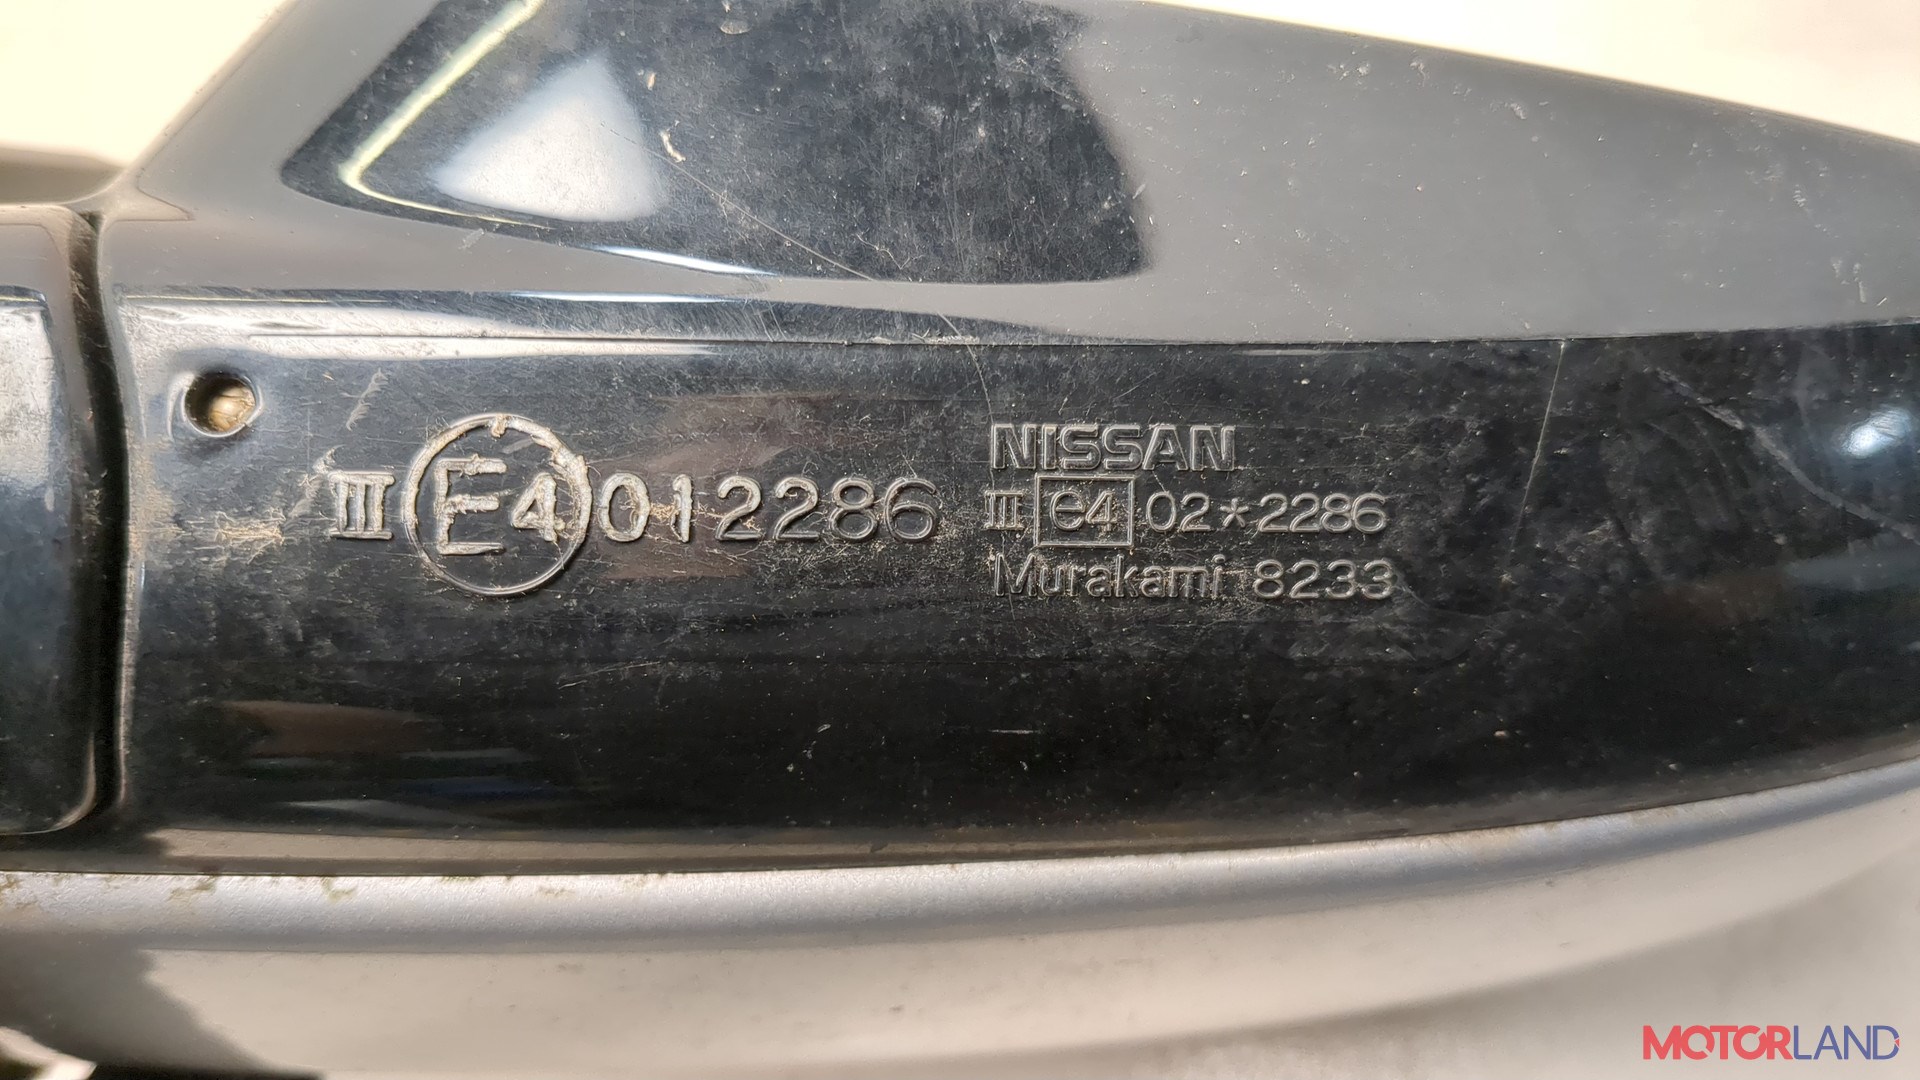 III E4 012286
NISSAN
III e4 02*2286
Murakami 8233
MOTORLAND